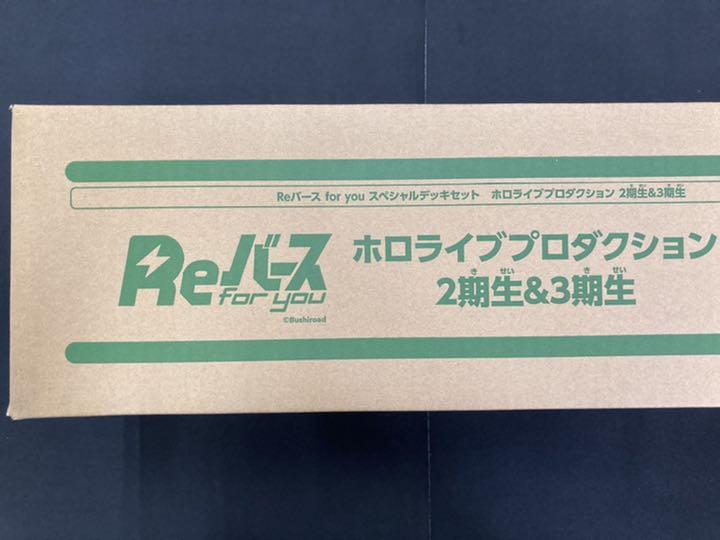 Reバース for you スペシャルデッキセット ホロライブプロダクション 2期生&3期生
Reバース
for you
©Bushiroad
ホロライブプロダクション
2期生&3期生